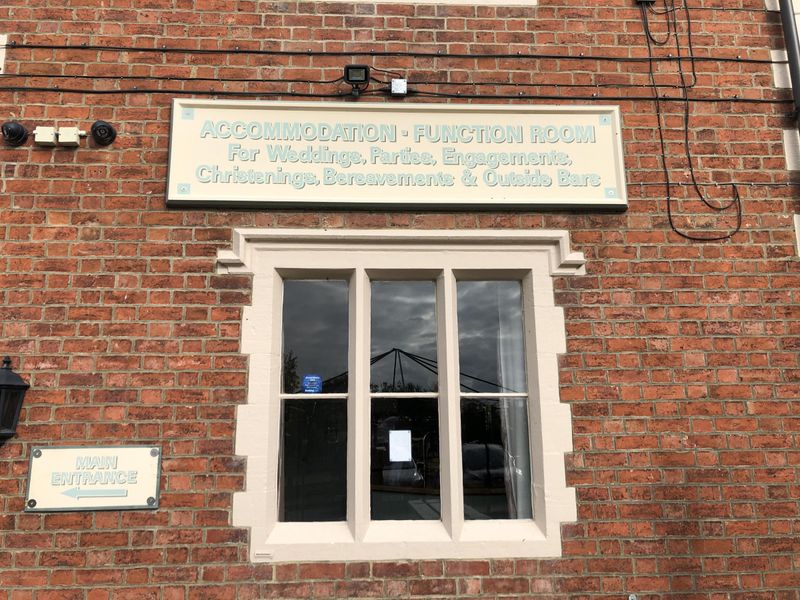 ACCOMMODATION - FUNCTION ROOM
For Weddings, Parties, Engagements,
Christenings, Bereavements & Outside Bars
MAIN
ENTRANCE